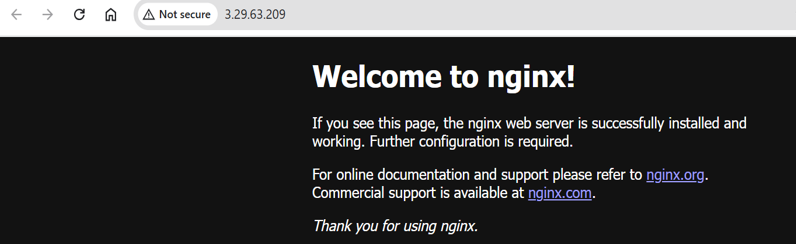 Not secure 3.29.63.209
Welcome to nginx!
If you see this page, the nginx web server is successfully installed and
working. Further configuration is required.
For online documentation and support please refer to nginx.org.
Commercial support is available at nginx.com.
Thank you for using nginx.